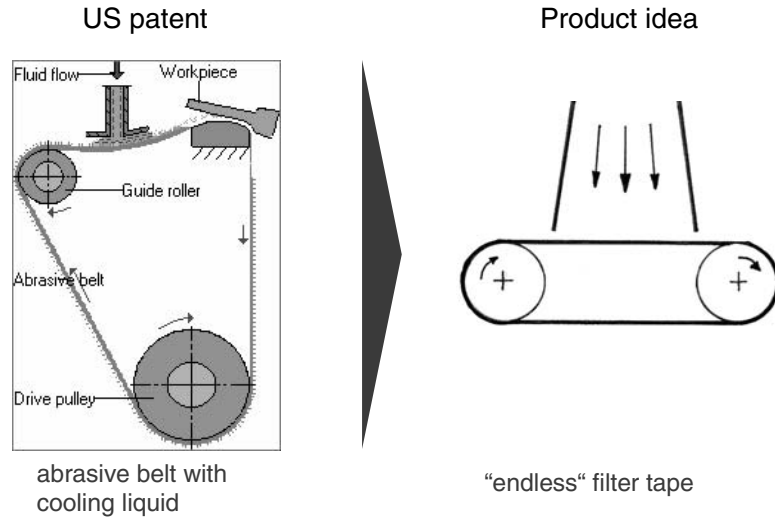 US patent
Product idea
Fluid flow
Workpiece
Guide roller
Abrasive belt
Drive pulley
abrasive belt with
cooling liquid
“endless“ filter tape